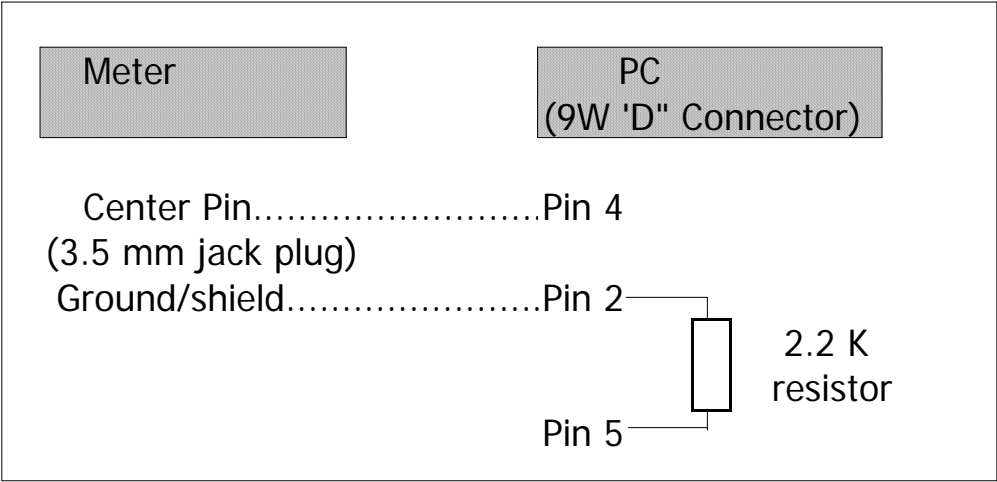 Meter
PC
(9W 'D" Connector)
Center Pin..........................Pin 4
(3.5 mm jack plug)
Ground/shield.......................Pin 2
2.2 K
resistor
Pin 5